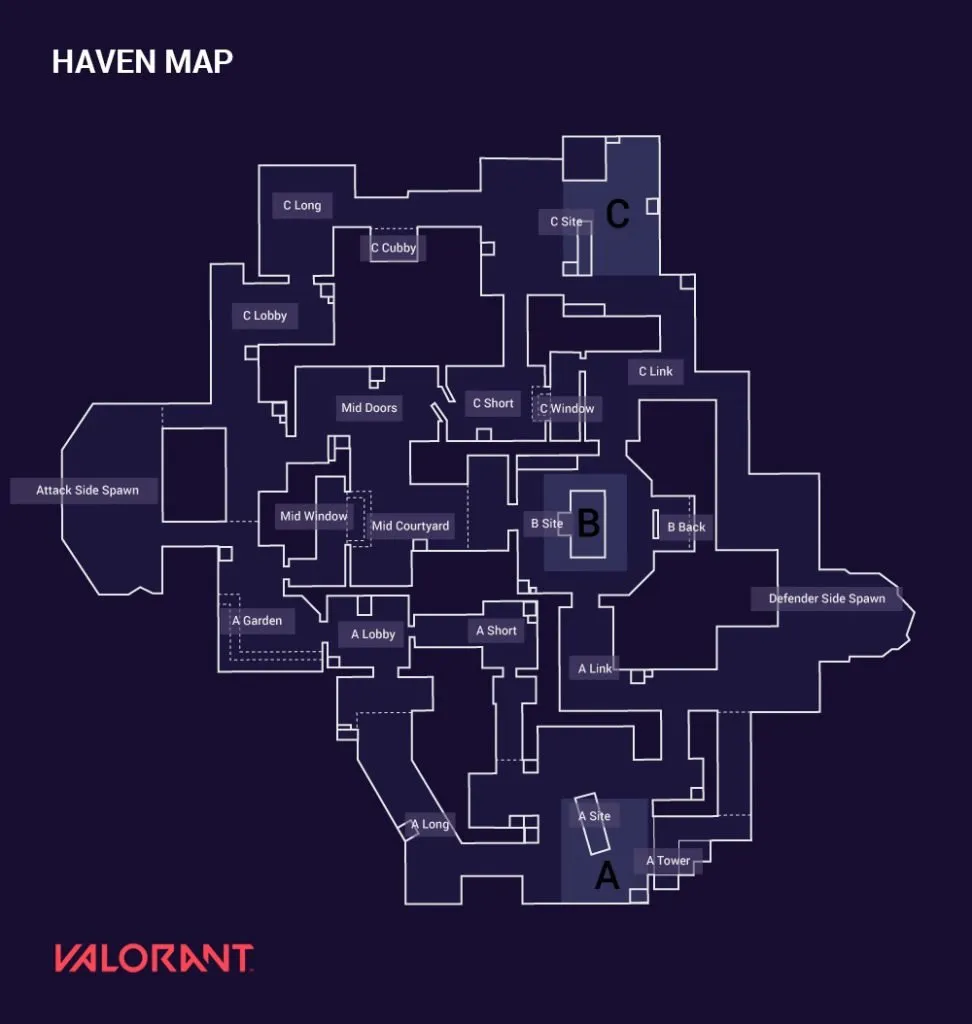 HAVEN MAP
C Long
C Site
C
C Cubby
C Lobby
C Link
Mid Doors
C Short
C Window
Attack Side Spawn
Mid Window
Mid Courtyard
B Site
B
B Back
Defender Side Spawn
A Garden
A Lobby
A Short
A Link
A Long
A Site
A Tower
A
VALORANT